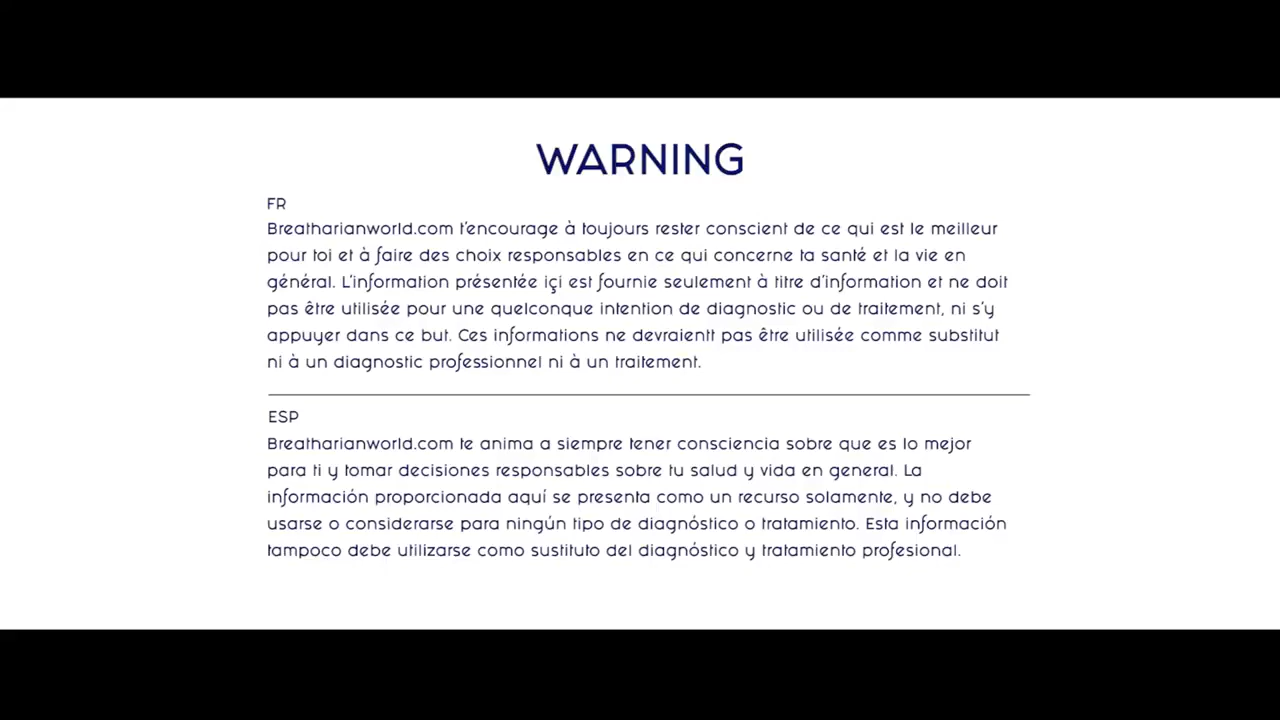 WARNING
FR
Breatharianworld.com t'encourage à toujours rester conscient de ce qui est le meilleur
pour toi et à faire des choix responsables en ce qui concerne ta santé et la vie en
général. L'information présentée içi est fournie seulement à titre d'information et ne doit
pas être utilisée pour une quelconque intention de diagnostic ou de traitement, ni s'y
appuyer dans ce but. Ces informations ne devraientt pas être utilisée comme substitut
ni à un diagnostic professionnel ni à un traitement.
ESP
Breatharianworld.com te anima a siempre tener consciencia sobre que es lo mejor
para ti y tomar decisiones responsables sobre tu salud y vida en general. La
información proporcionada aquí se presenta como un recurso solamente, y no debe
usarse o considerarse para ningún tipo de diagnóstico o tratamiento. Esta información
tampoco debe utilizarse como sustituto del diagnóstico y tratamiento profesional.